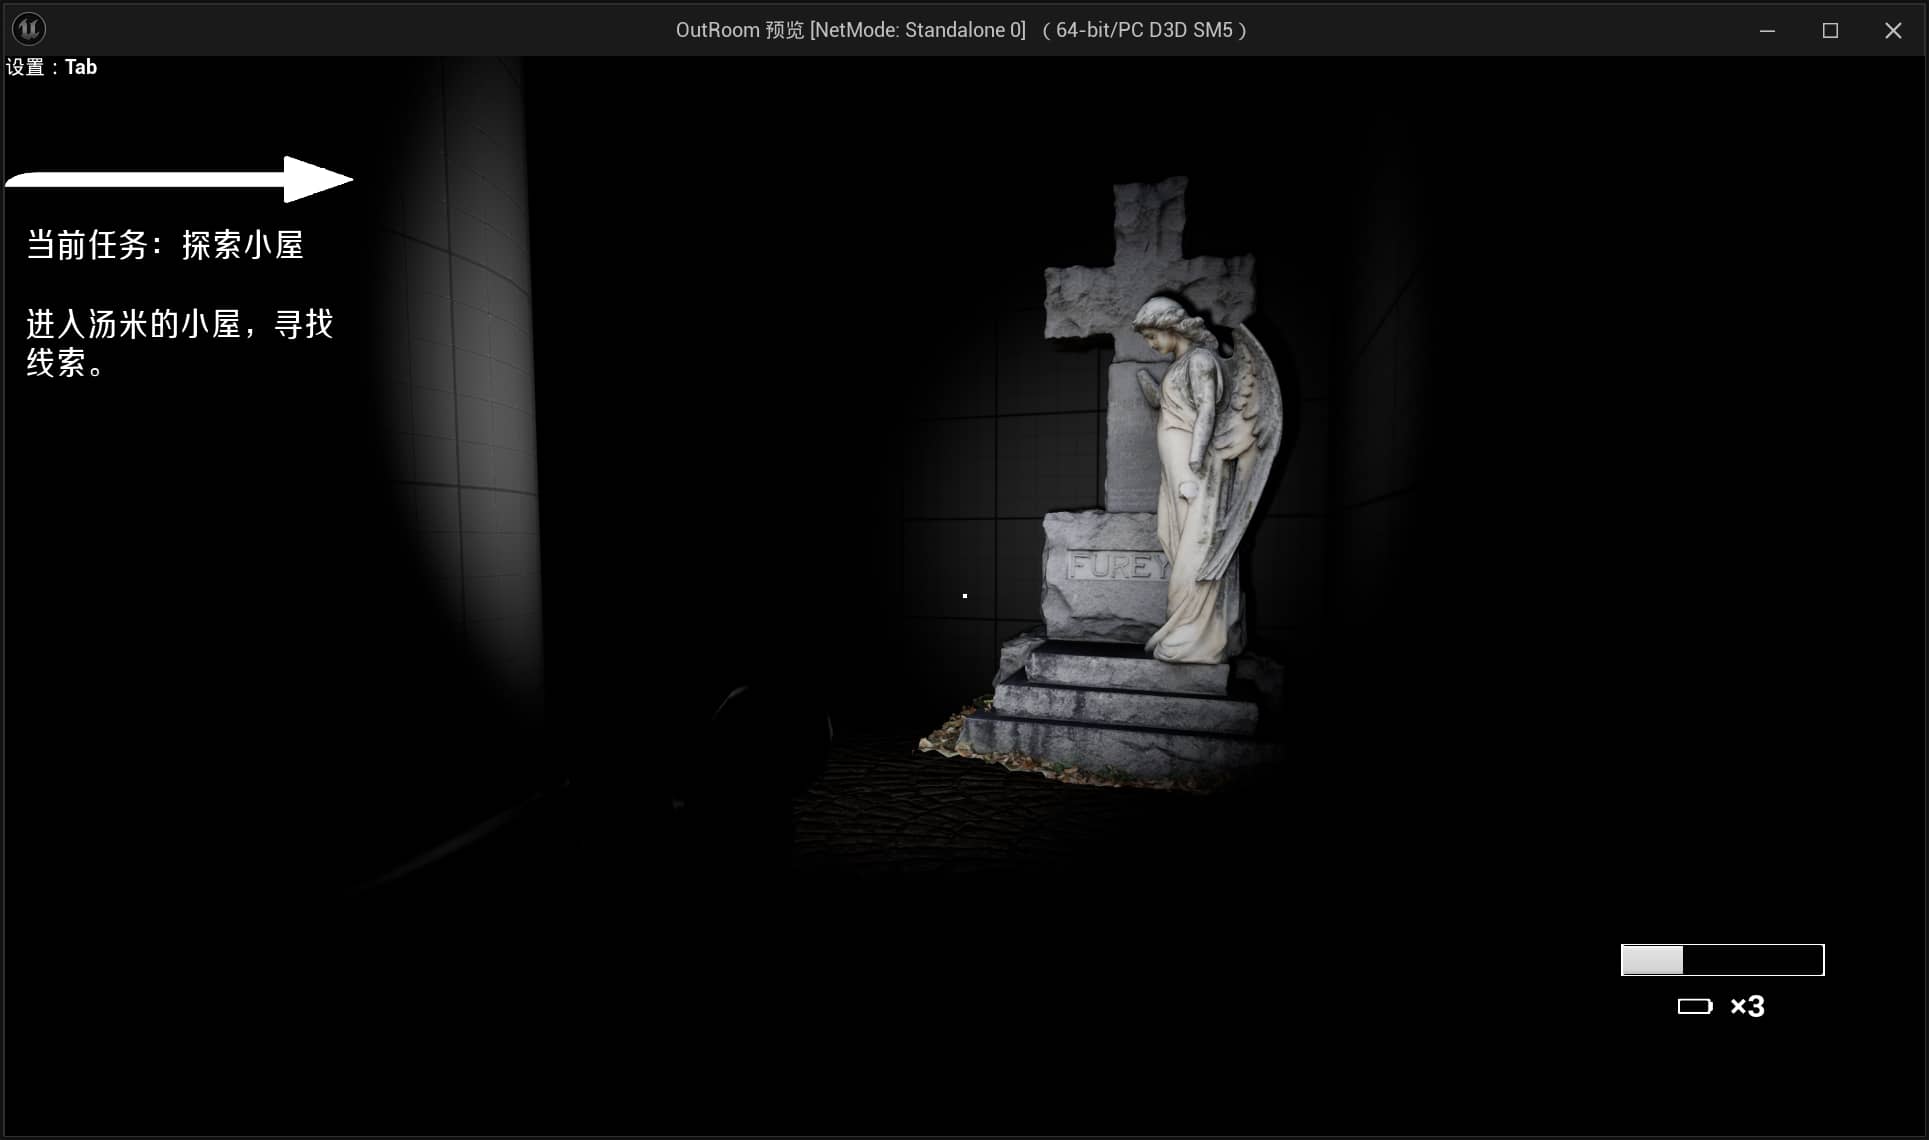 OutRoom 预览 [NetMode: Standalone 0] （64-bit/PC D3D SM5）
设置：Tab
当前任务：探索小屋
进入汤米的小屋，寻找
线索。
FUREY
×3